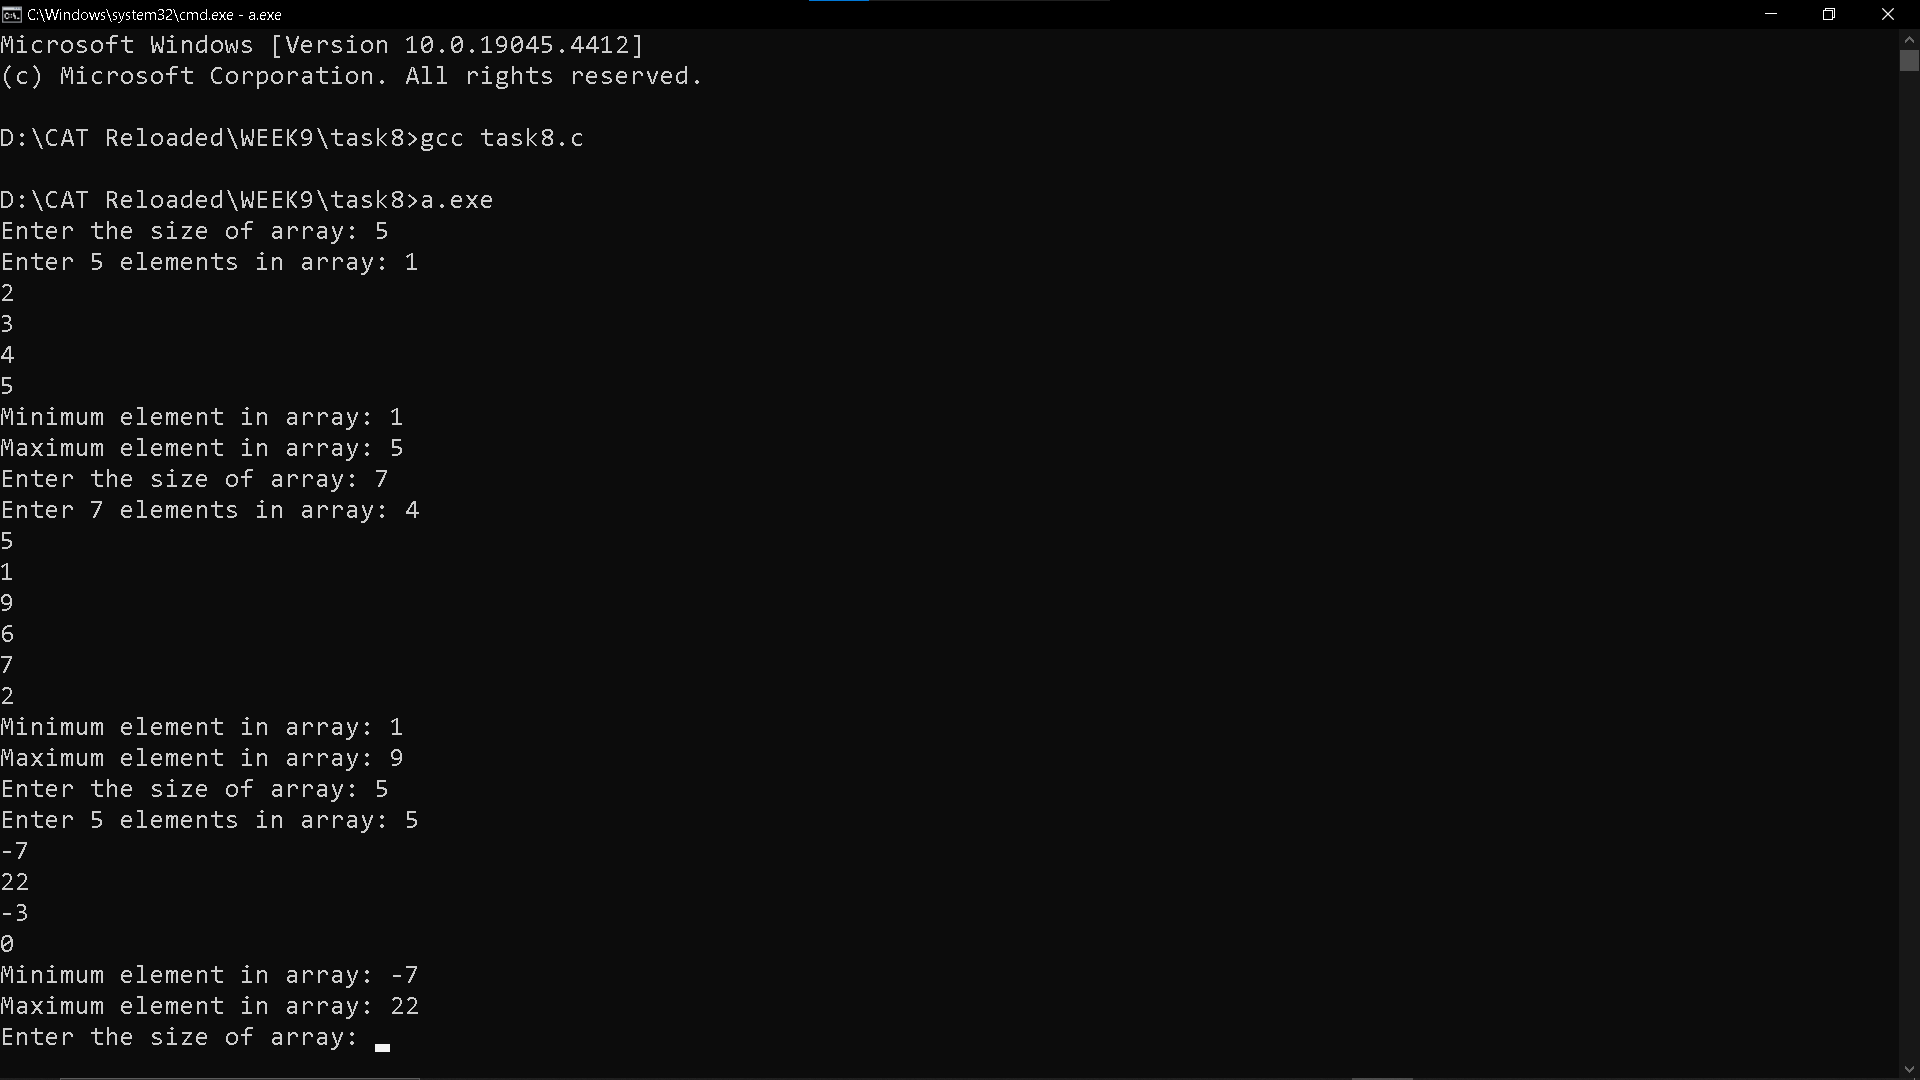 C:\Windows\system32\cmd.exe - a.exe
Microsoft Windows [Version 10.0.19045.4412]
(c) Microsoft Corporation. All rights reserved.
D:\CAT Reloaded\WEEK9\task8>gcc task8.c
D:\CAT Reloaded\WEEK9\task8>a.exe
Enter the size of array: 5
Enter 5 elements in array: 1
2
3
4
5
Minimum element in array: 1
Maximum element in array: 5
Enter the size of array: 7
Enter 7 elements in array: 4
5
1
9
6
7
2
Minimum element in array: 1
Maximum element in array: 9
Enter the size of array: 5
Enter 5 elements in array: 5
-7
22
-3
0
Minimum element in array: -7
Maximum element in array: 22
Enter the size of array: